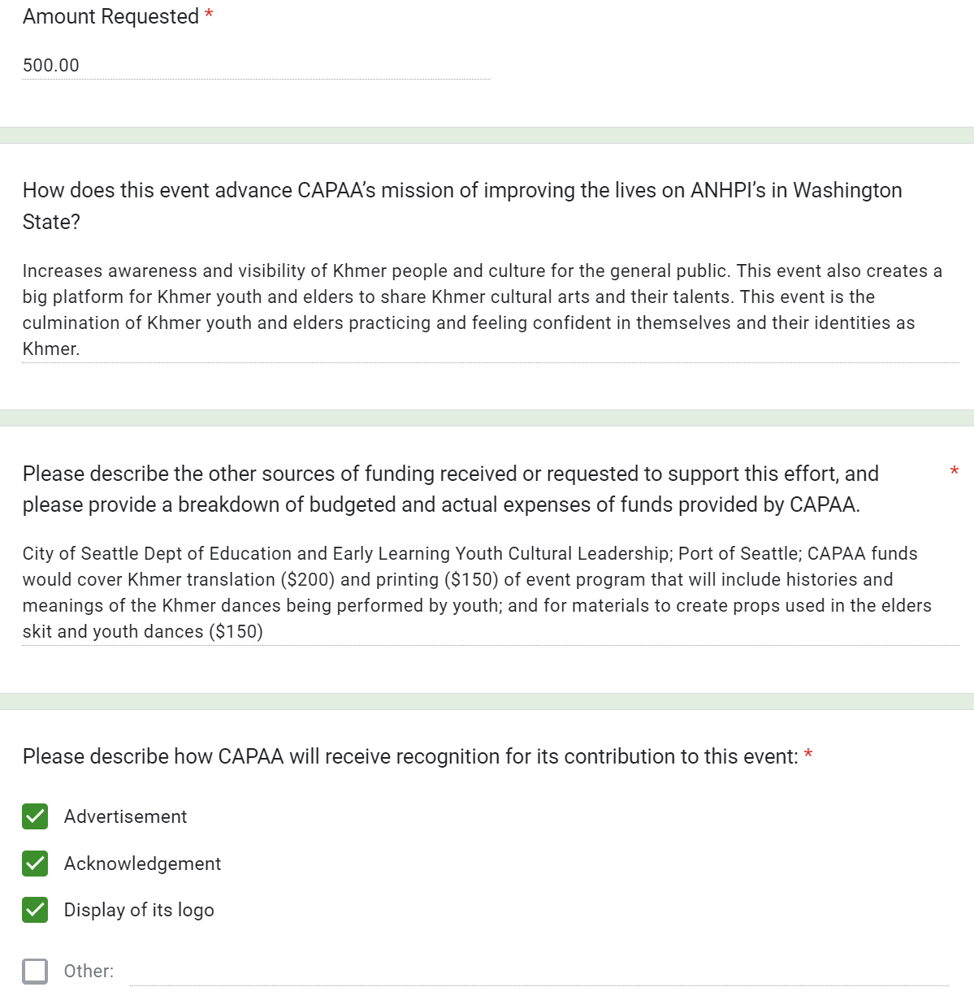 Amount Requested *
500.00
How does this event advance CAPAA’s mission of improving the lives on ANHPI’s in Washington
State?
Increases awareness and visibility of Khmer people and culture for the general public. This event also creates a
big platform for Khmer youth and elders to share Khmer cultural arts and their talents. This event is the
culmination of Khmer youth and elders practicing and feeling confident in themselves and their identities as
Khmer.
Please describe the other sources of funding received or requested to support this effort, and *
please provide a breakdown of budgeted and actual expenses of funds provided by CAPAA.
City of Seattle Dept of Education and Early Learning Youth Cultural Leadership; Port of Seattle; CAPAA funds
would cover Khmer translation ($200) and printing ($150) of event program that will include histories and
meanings of the Khmer dances being performed by youth; and for materials to create props used in the elders
skit and youth dances ($150)
Please describe how CAPAA will receive recognition for its contribution to this event: *
Advertisement
Acknowledgement
Display of its logo
Other: